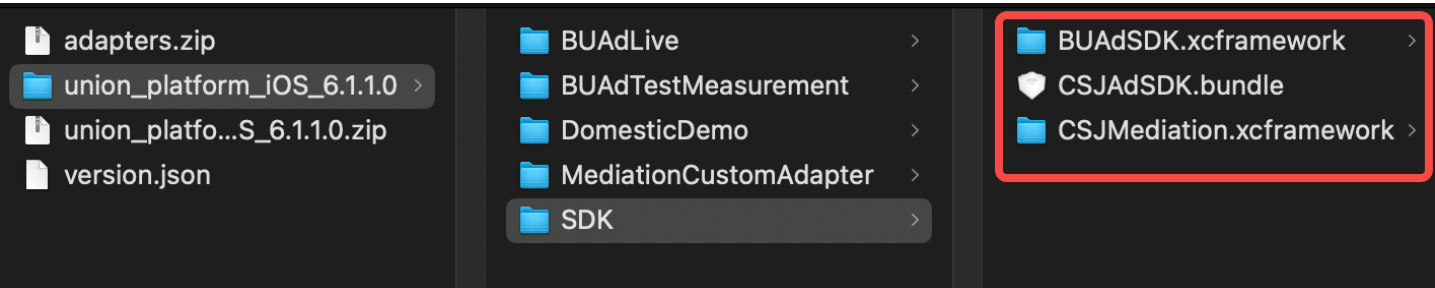 adapters.zip
union_platform_iOS_6.1.1.0
union_platfo...S_6.1.1.0.zip
version.json
BUAdLive
BUAdTestMeasurement
DomesticDemo
MediationCustomAdapter
SDK
BUAdSDK.xcframework
CSJAdSDK.bundle
CSJMediation.xcframework